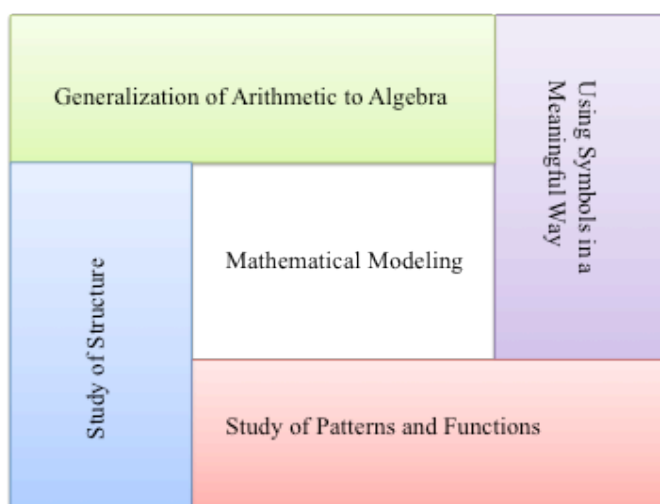 Generalization of Arithmetic to Algebra
Using Symbols in a
Meaningful Way
Mathematical Modeling
Study of Structure
Study of Patterns and Functions